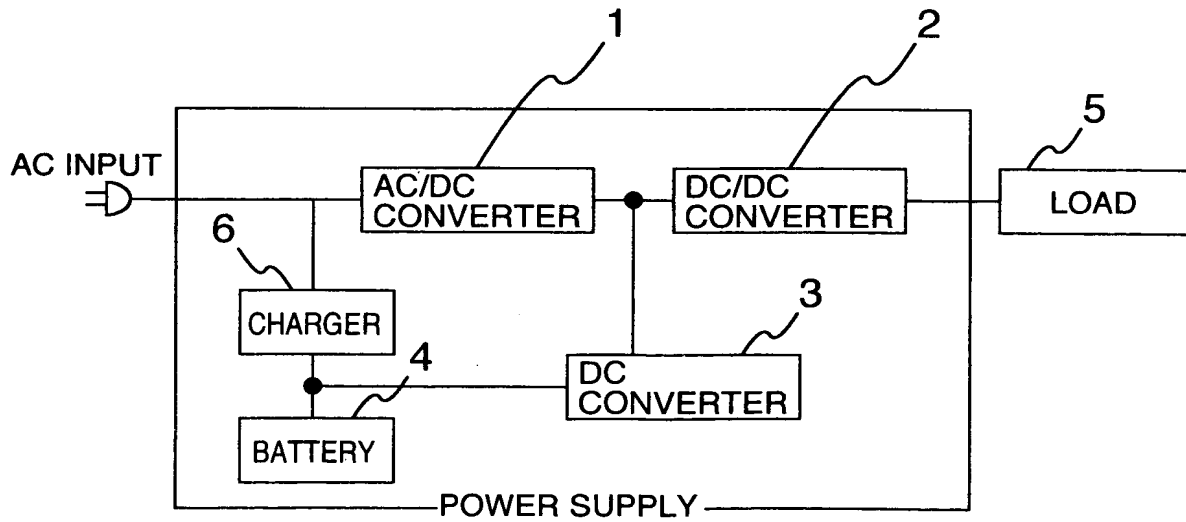 1
2
5
AC INPUT
AC/DC
CONVERTER
DC/DC
CONVERTER
LOAD
6
CHARGER
3
4
DC
CONVERTER
BATTERY
POWER SUPPLY